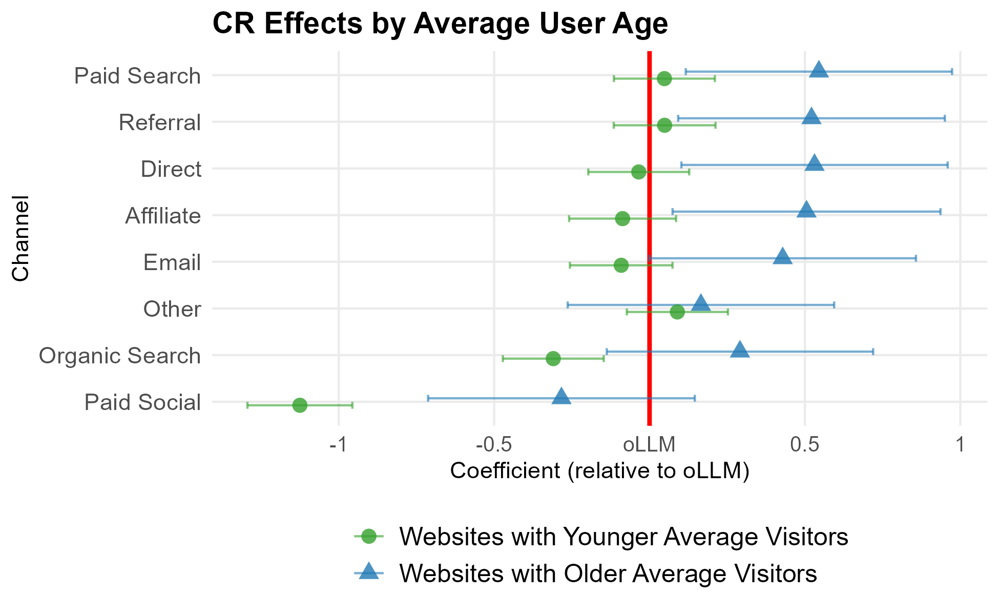 CR Effects by Average User Age
Channel
Paid Search
Referral
Direct
Affiliate
Email
Other
Organic Search
Paid Social
-1 -0.5 oLLM 0.5 1
Coefficient (relative to oLLM)
Websites with Younger Average Visitors
Websites with Older Average Visitors